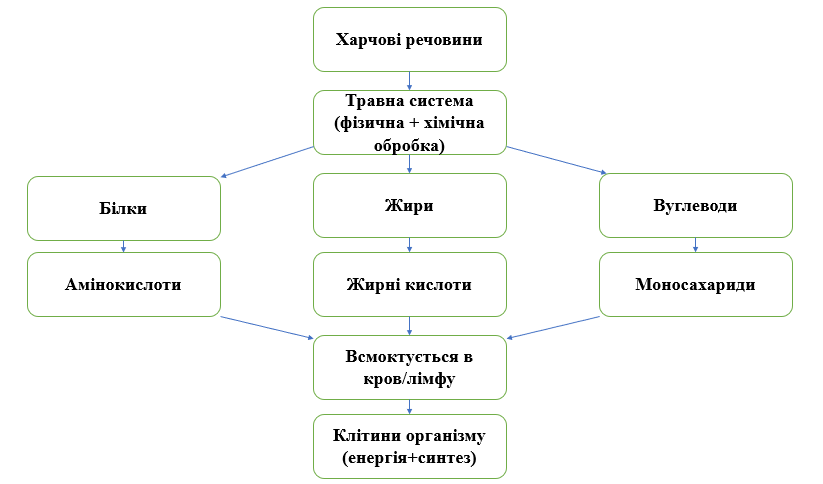 Харчові речовини
Травна система
(фізична + хімічна
обробка)
Білки
Жири
Вуглеводи
Амінокислоти
Жирні кислоти
Моносахариди
Всмоктується в
кров/лімфу
Клітини організму
(енергія+синтез)